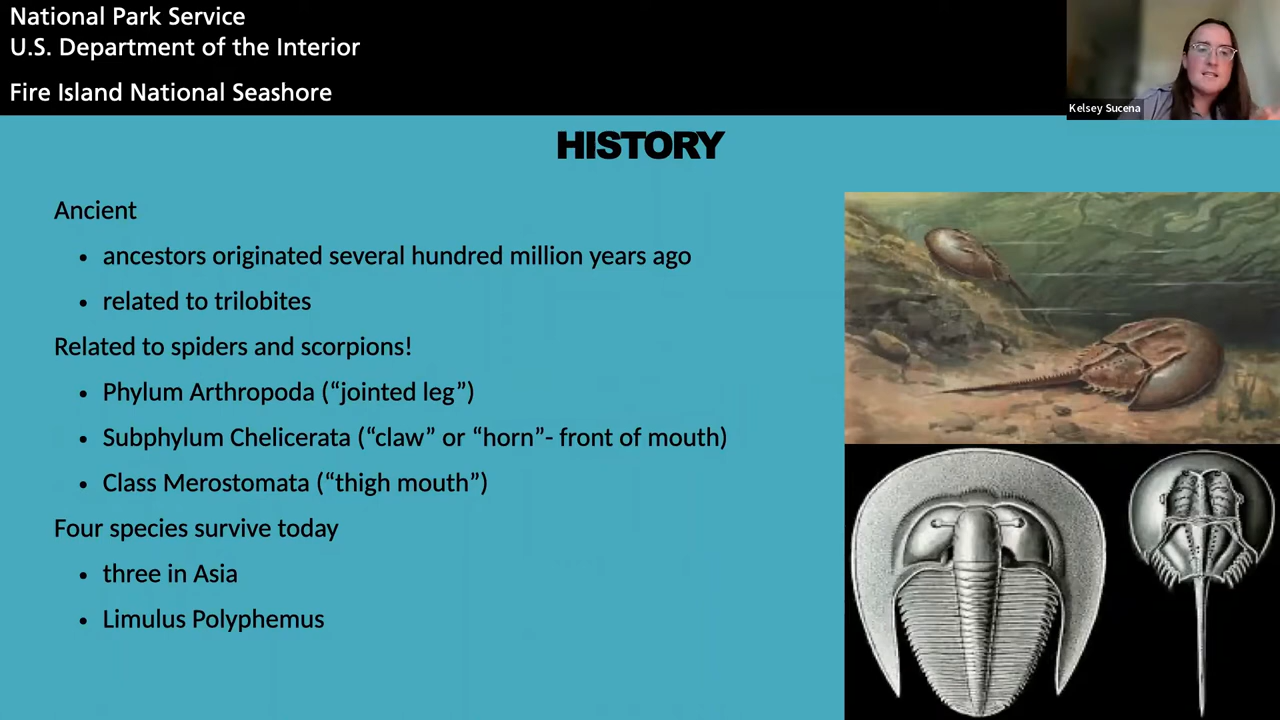 National Park Service
U.S. Department of the Interior
Fire Island National Seashore
Kelsey Sucena
HISTORY
Ancient
• ancestors originated several hundred million years ago
• related to trilobites
Related to spiders and scorpions!
• Phylum Arthropoda (“jointed leg”)
• Subphylum Chelicerata (“claw” or “horn”- front of mouth)
• Class Merostomata (“thigh mouth”)
Four species survive today
• three in Asia
• Limulus Polyphemus